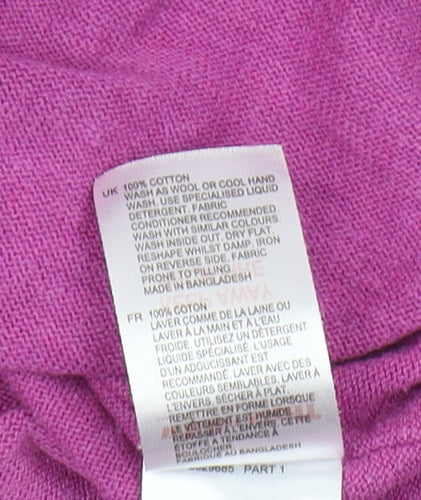 UK 100% COTTON
WASH AS WOOL OR COOL HAND
WASH. USE SPECIALISED LIQUID
DETERGENT. FABRIC
CONDITIONER RECOMMENDED.
WASH WITH SIMILAR COLOURS.
WASH INSIDE OUT. DRY FLAT.
RESHAPE WHILST DAMP. IRON
ON REVERSE SIDE. FABRIC
PRONE TO PILLING
MADE IN BANGLADESH
KEEP AWAY
FR 100% COTON
LAVER COMME DE LA LAINE OU
LAVER À LA MAIN ET À L'EAU
FROIDE. UTILISEZ UN DÉTERGENT
LIQUIDE SPÉCIALISÉ. L'USAGE
D'UN ADOUCISSANT EST
RECOMMANDÉ. LAVER AVEC DES
COULEURS SEMBLABLES. LAVER À
L'ENVERS. SÉCHER À PLAT.
REMETTRE EN FORME LORSQUE
LE VÊTEMENT EST HUMIDE
REPASSER À L'ENVERS. CETTE
ÉTOFFE A TENDANCE À
BOULOCHER
FABRIQUE AU BANGLADESH
PART 1